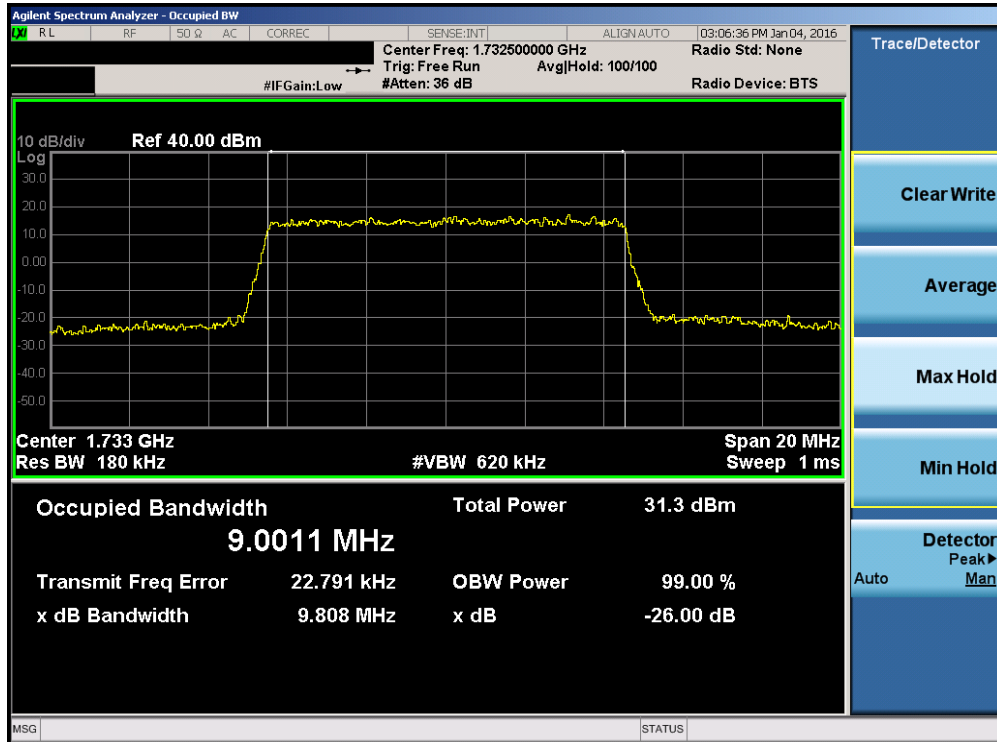 Agilent Spectrum Analyzer - Occupied BW
LXI RL RF 50 Ω AC CORREC SENSE:INT ALIGN AUTO 03:06:36 PM Jan 04, 2016
Center Freq: 1.732500000 GHz Radio Std: None
Trig: Free Run Avg|Hold: 100/100
#IFGain:Low #Atten: 36 dB Radio Device: BTS
Trace/Detector
10 dB/div Ref 40.00 dBm
Log
30.0
20.0
10.0
0.00
-10.0
-20.0
-30.0
-40.0
-50.0
Center 1.733 GHz Span 20 MHz
Res BW 180 kHz #VBW 620 kHz Sweep 1 ms
Occupied Bandwidth Total Power 31.3 dBm
9.0011 MHz
Transmit Freq Error 22.791 kHz OBW Power 99.00 %
x dB Bandwidth 9.808 MHz x dB -26.00 dB
Clear Write
Average
Max Hold
Min Hold
Detector
Peak▶
Auto Man
MSG STATUS